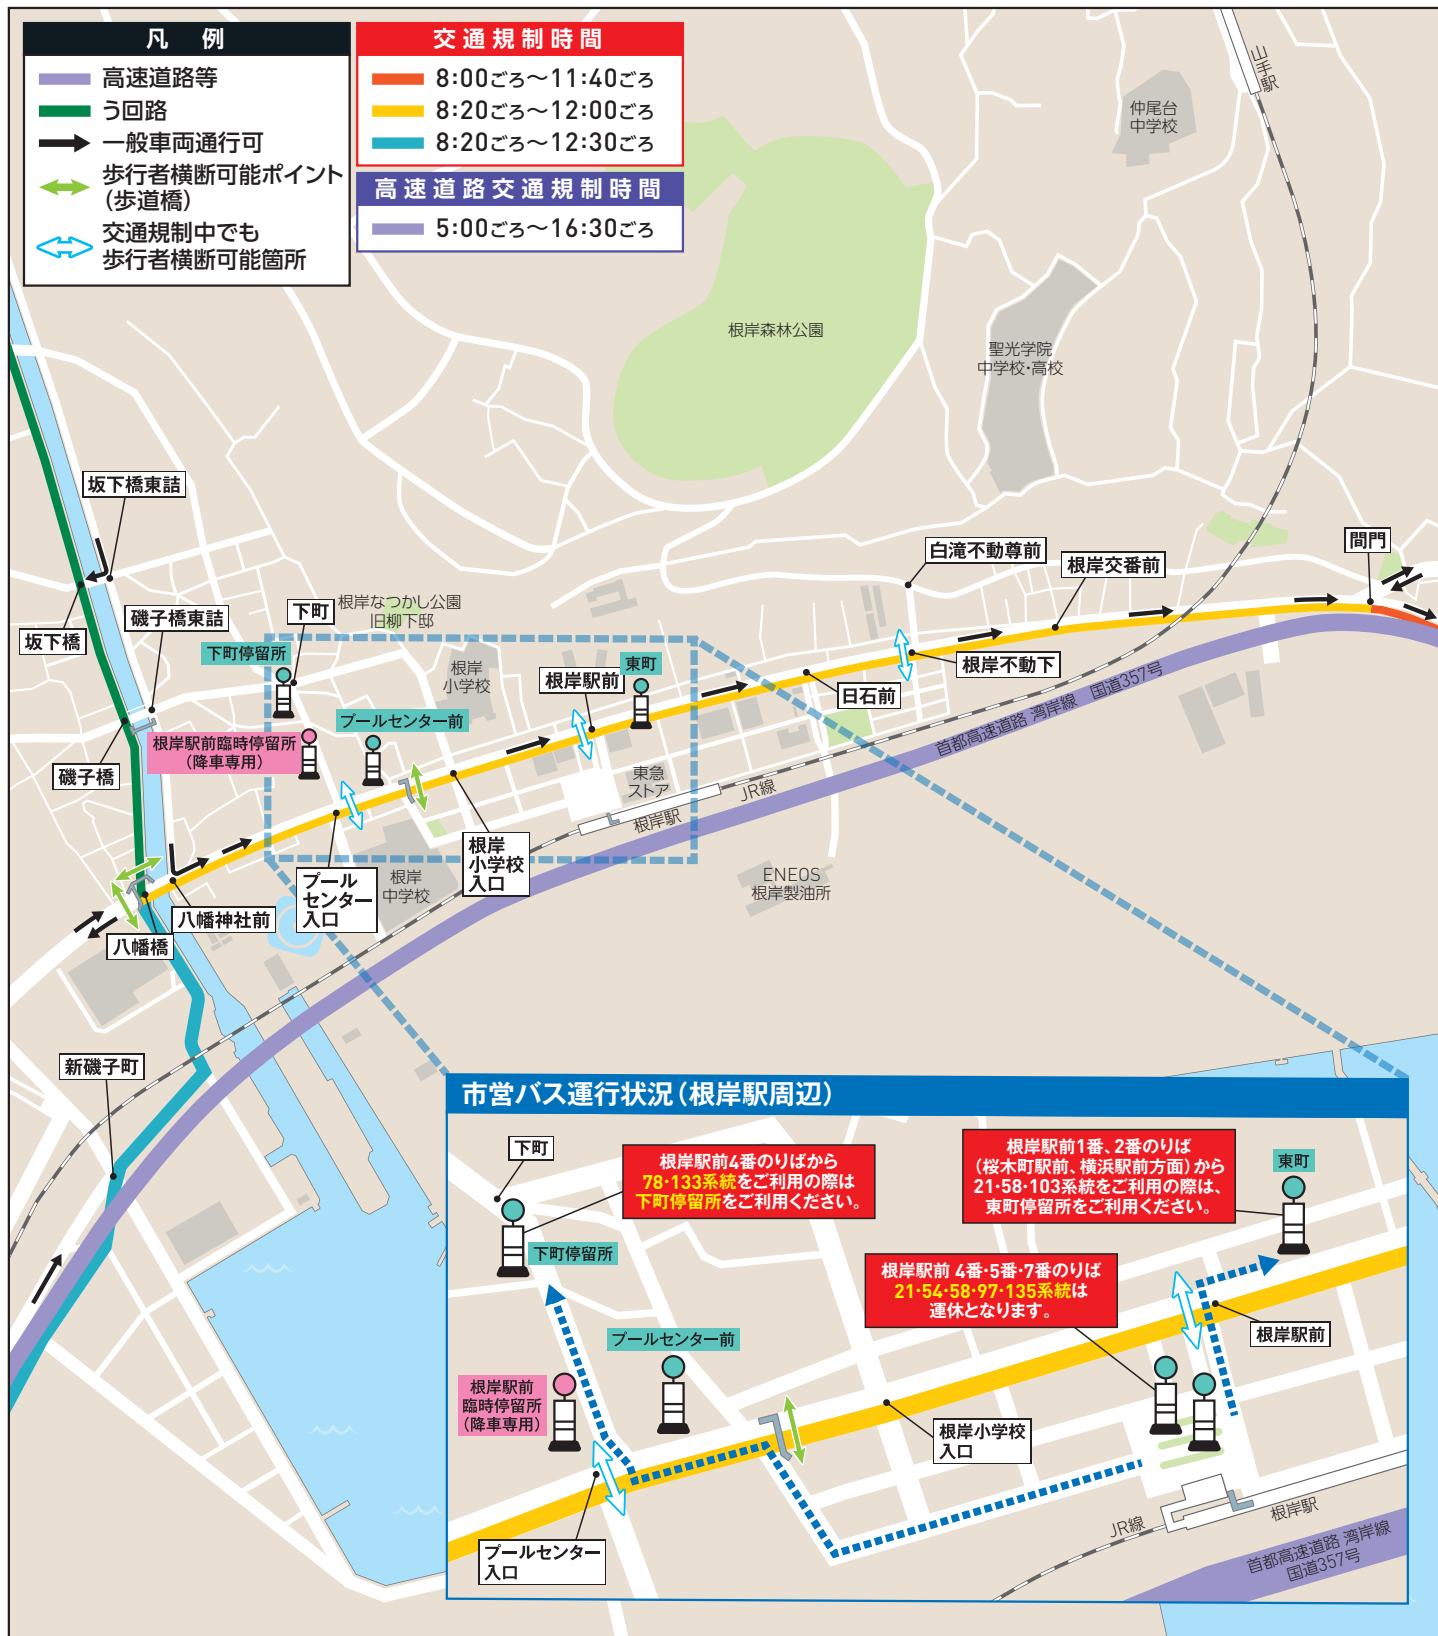 凡例
高速道路等
う回路
一般車両通行可
歩行者横断可能ポイント
(歩道橋)
交通規制中でも
歩行者横断可能箇所
交通規制時間
8:00ごろ〜11:40ごろ
8:20ごろ〜12:00ごろ
8:20ごろ〜12:30ごろ
高速道路交通規制時間
5:00ごろ〜16:30ごろ
山手駅
仲尾台
中学校
根岸森林公園
聖光学院
中学校・高校
坂下橋東詰
坂下橋
磯子橋東詰
磯子橋
下町
根岸なつかし公園
旧柳下邸
下町停留所
根岸
小学校
根岸駅前
東町
プールセンター前
根岸駅前臨時停留所
(降車専用)
白滝不動尊前
根岸交番前
間門
根岸不動下
日石前
首都高速道路 湾岸線 国道357号
東急
ストア
JR線
根岸駅
根岸
小学校
入口
プール
センター
入口
根岸
中学校
ENEOS
根岸製油所
八幡神社前
八幡橋
新磯子町
市営バス運行状況(根岸駅周辺)
下町
根岸駅前4番のりばから
78・133系統をご利用の際は
下町停留所をご利用ください。
根岸駅前1番、2番のりば
(桜木町駅前、横浜駅前方面)から
21・58・103系統をご利用の際は、
東町停留所をご利用ください。
東町
下町停留所
根岸駅前 4番・5番・7番のりば
21・54・58・97・135系統は
運休となります。
プールセンター前
根岸駅前
根岸駅前
臨時停留所
(降車専用)
根岸小学校
入口
プールセンター
入口
JR線
根岸駅
首都高速道路 湾岸線
国道357号